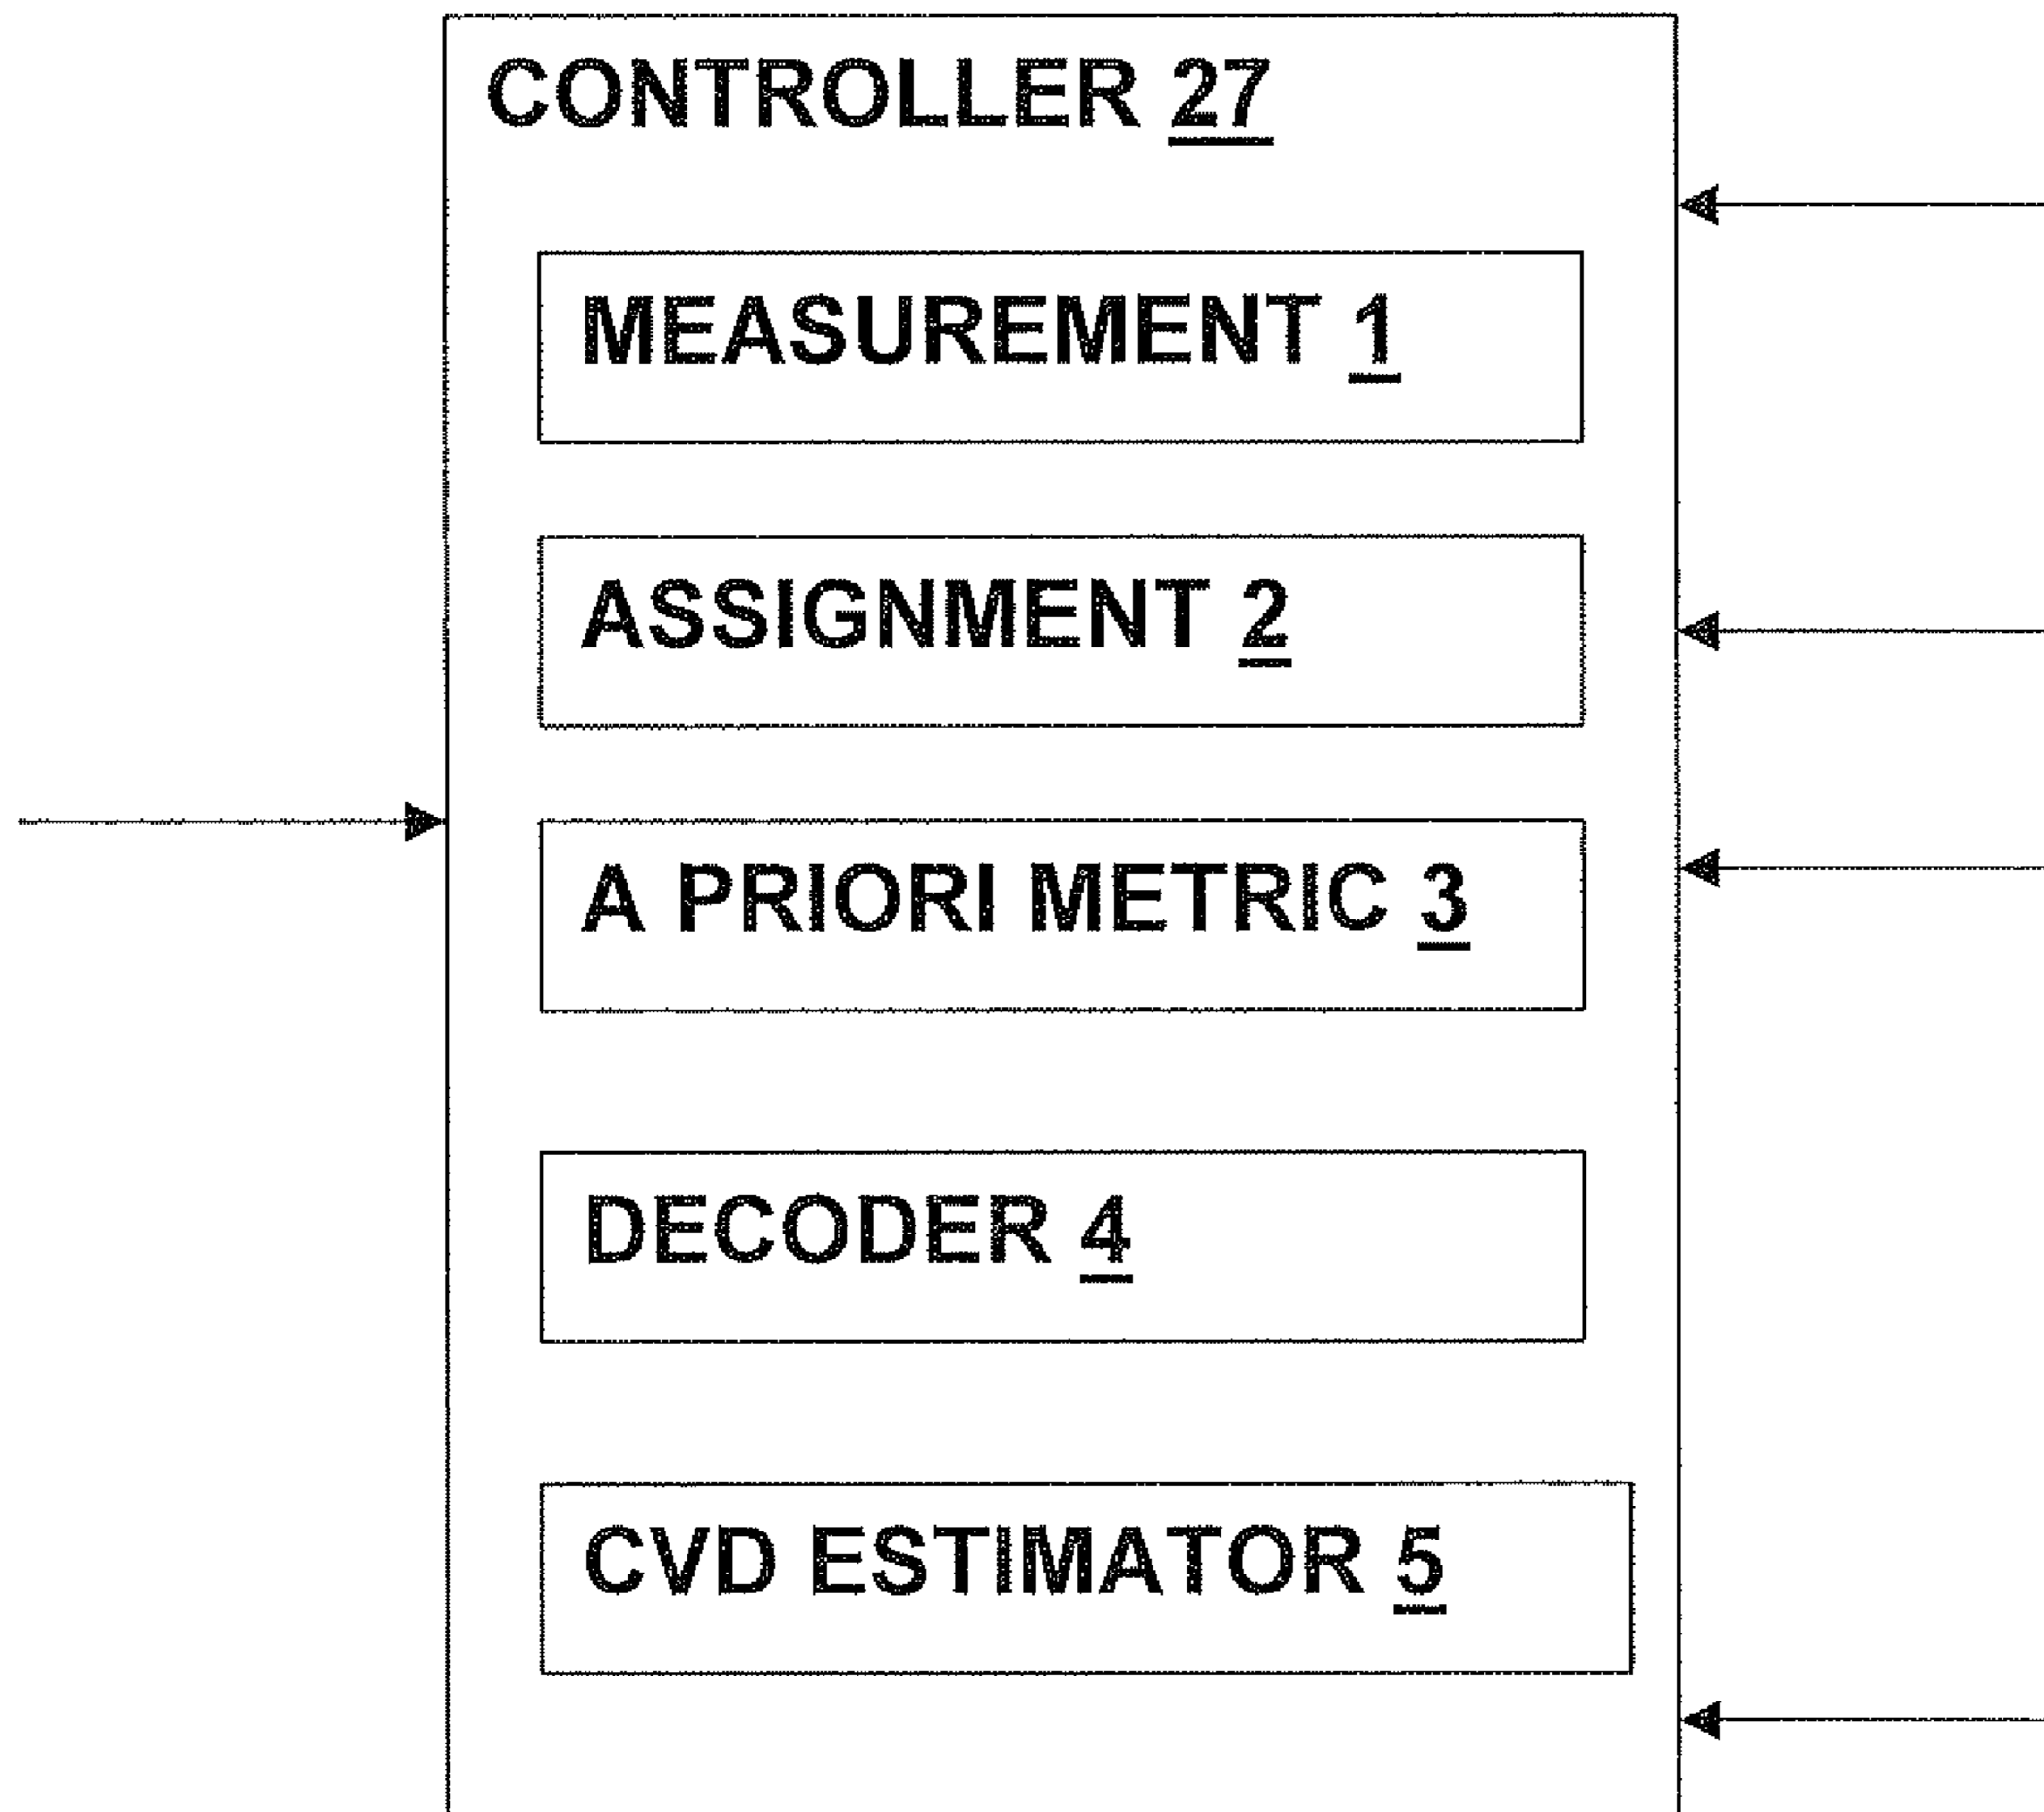 CONTROLLER 27
MEASUREMENT 1
ASSIGNMENT 2
A PRIORI METRIC 3
DECODER 4
CVD ESTIMATOR 5